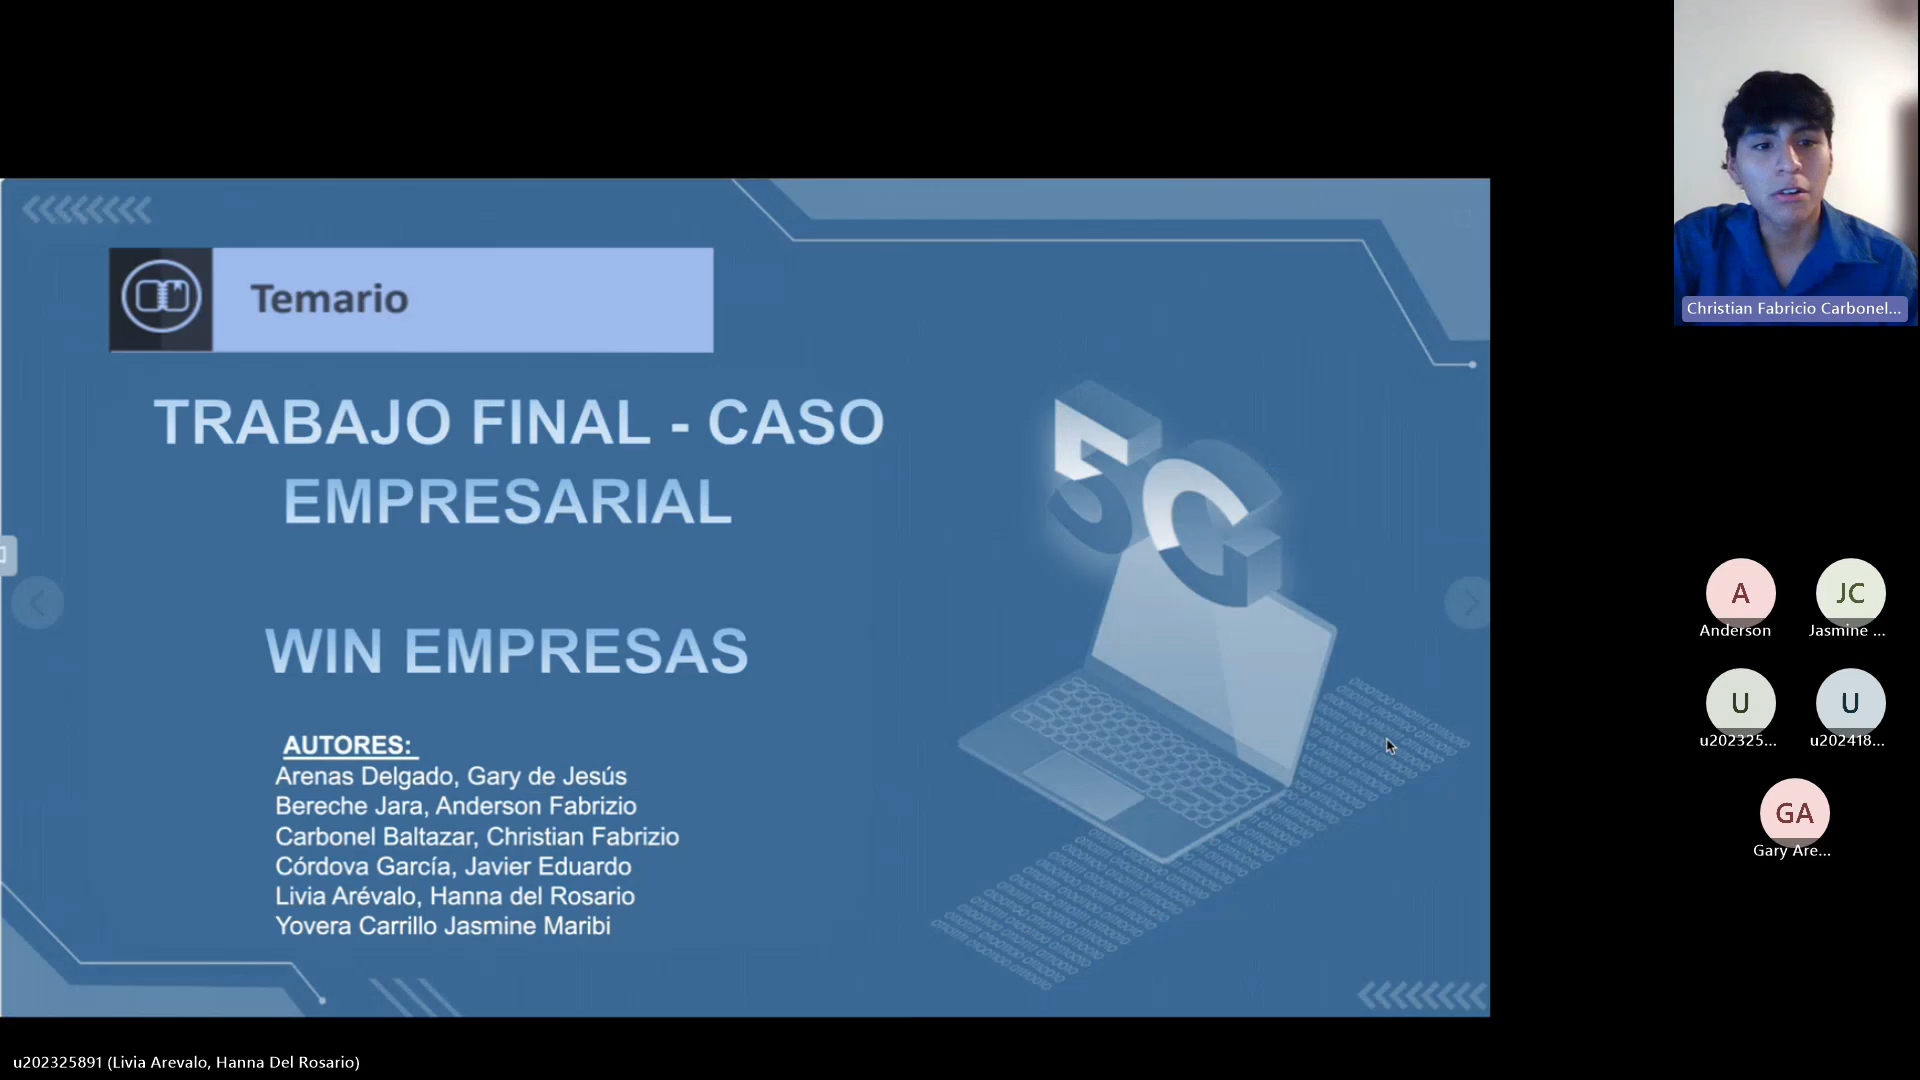 Temario
TRABAJO FINAL - CASO
EMPRESARIAL
WIN EMPRESAS
AUTORES:
Arenas Delgado, Gary de Jesús
Bereche Jara, Anderson Fabrizio
Carbonel Baltazar, Christian Fabrizio
Córdova García, Javier Eduardo
Livia Arévalo, Hanna del Rosario
Yovera Carrillo Jasmine Maribi
5G
Christian Fabricio Carbonel...
A
Anderson
JC
Jasmine ...
U
u202325...
U
u202418...
GA
Gary Are...
u202325891 (Livia Arevalo, Hanna Del Rosario)